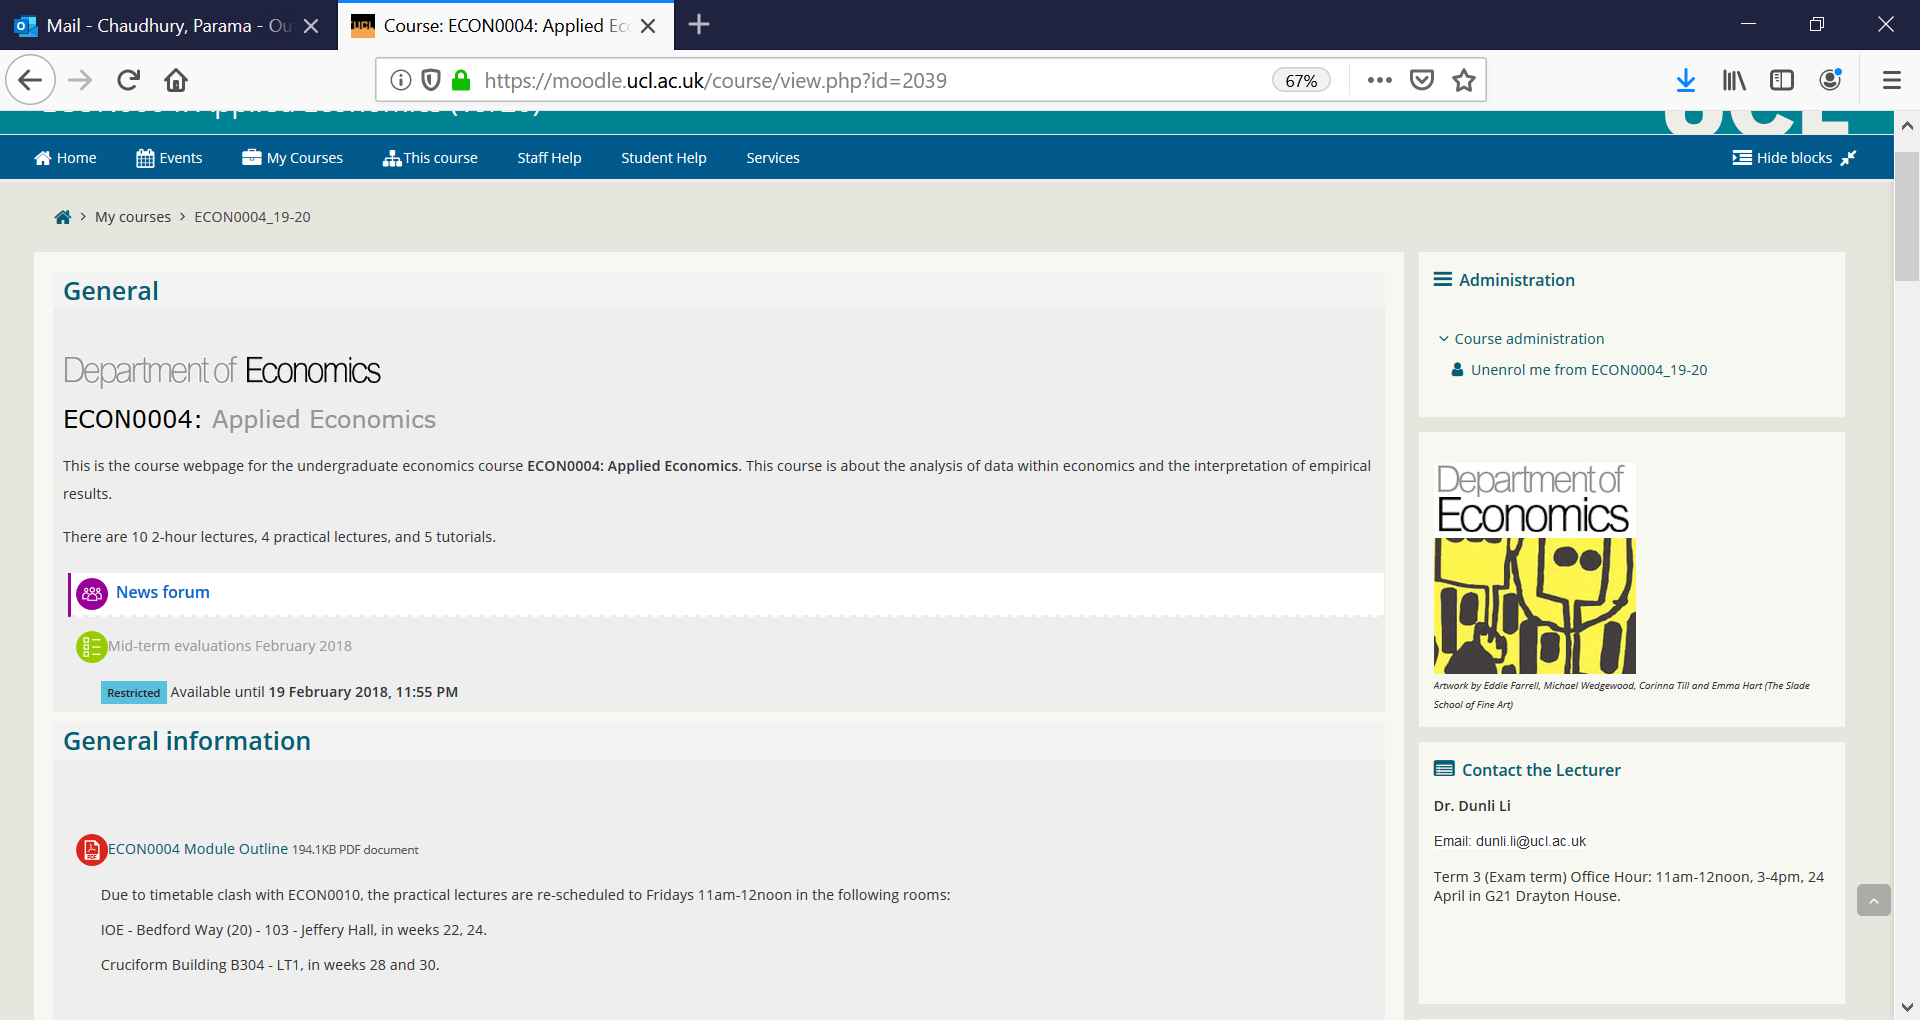 Mail - Chaudhury, Parama - Ou
Course: ECON0004: Applied Ec
https://moodle.ucl.ac.uk/course/view.php?id=2039
67%
UCL
Home
Events
My Courses
This course
Staff Help
Student Help
Services
Hide blocks
My courses
ECON0004_19-20
General
Department of Economics
ECON0004: Applied Economics
This is the course webpage for the undergraduate economics course ECON0004: Applied Economics. This course is about the analysis of data within economics and the interpretation of empirical
results.
There are 10 2-hour lectures, 4 practical lectures, and 5 tutorials.
News forum
Mid-term evaluations February 2018
Restricted Available until 19 February 2018, 11:55 PM
General information
ECON0004 Module Outline 194.1KB PDF document
Due to timetable clash with ECON0010, the practical lectures are re-scheduled to Fridays 11am-12noon in the following rooms:
IOE - Bedford Way (20) - 103 - Jeffery Hall, in weeks 22, 24.
Cruciform Building B304 - LT1, in weeks 28 and 30.
Administration
Course administration
Unenrol me from ECON0004_19-20
Department of
Economics
Artwork by Eddie Farrell, Michael Wedgewood, Corinna Till and Emma Hart (The Slade
School of Fine Art)
Contact the Lecturer
Dr. Dunli Li
Email: dunli.li@ucl.ac.uk
Term 3 (Exam term) Office Hour: 11am-12noon, 3-4pm, 24
April in G21 Drayton House.